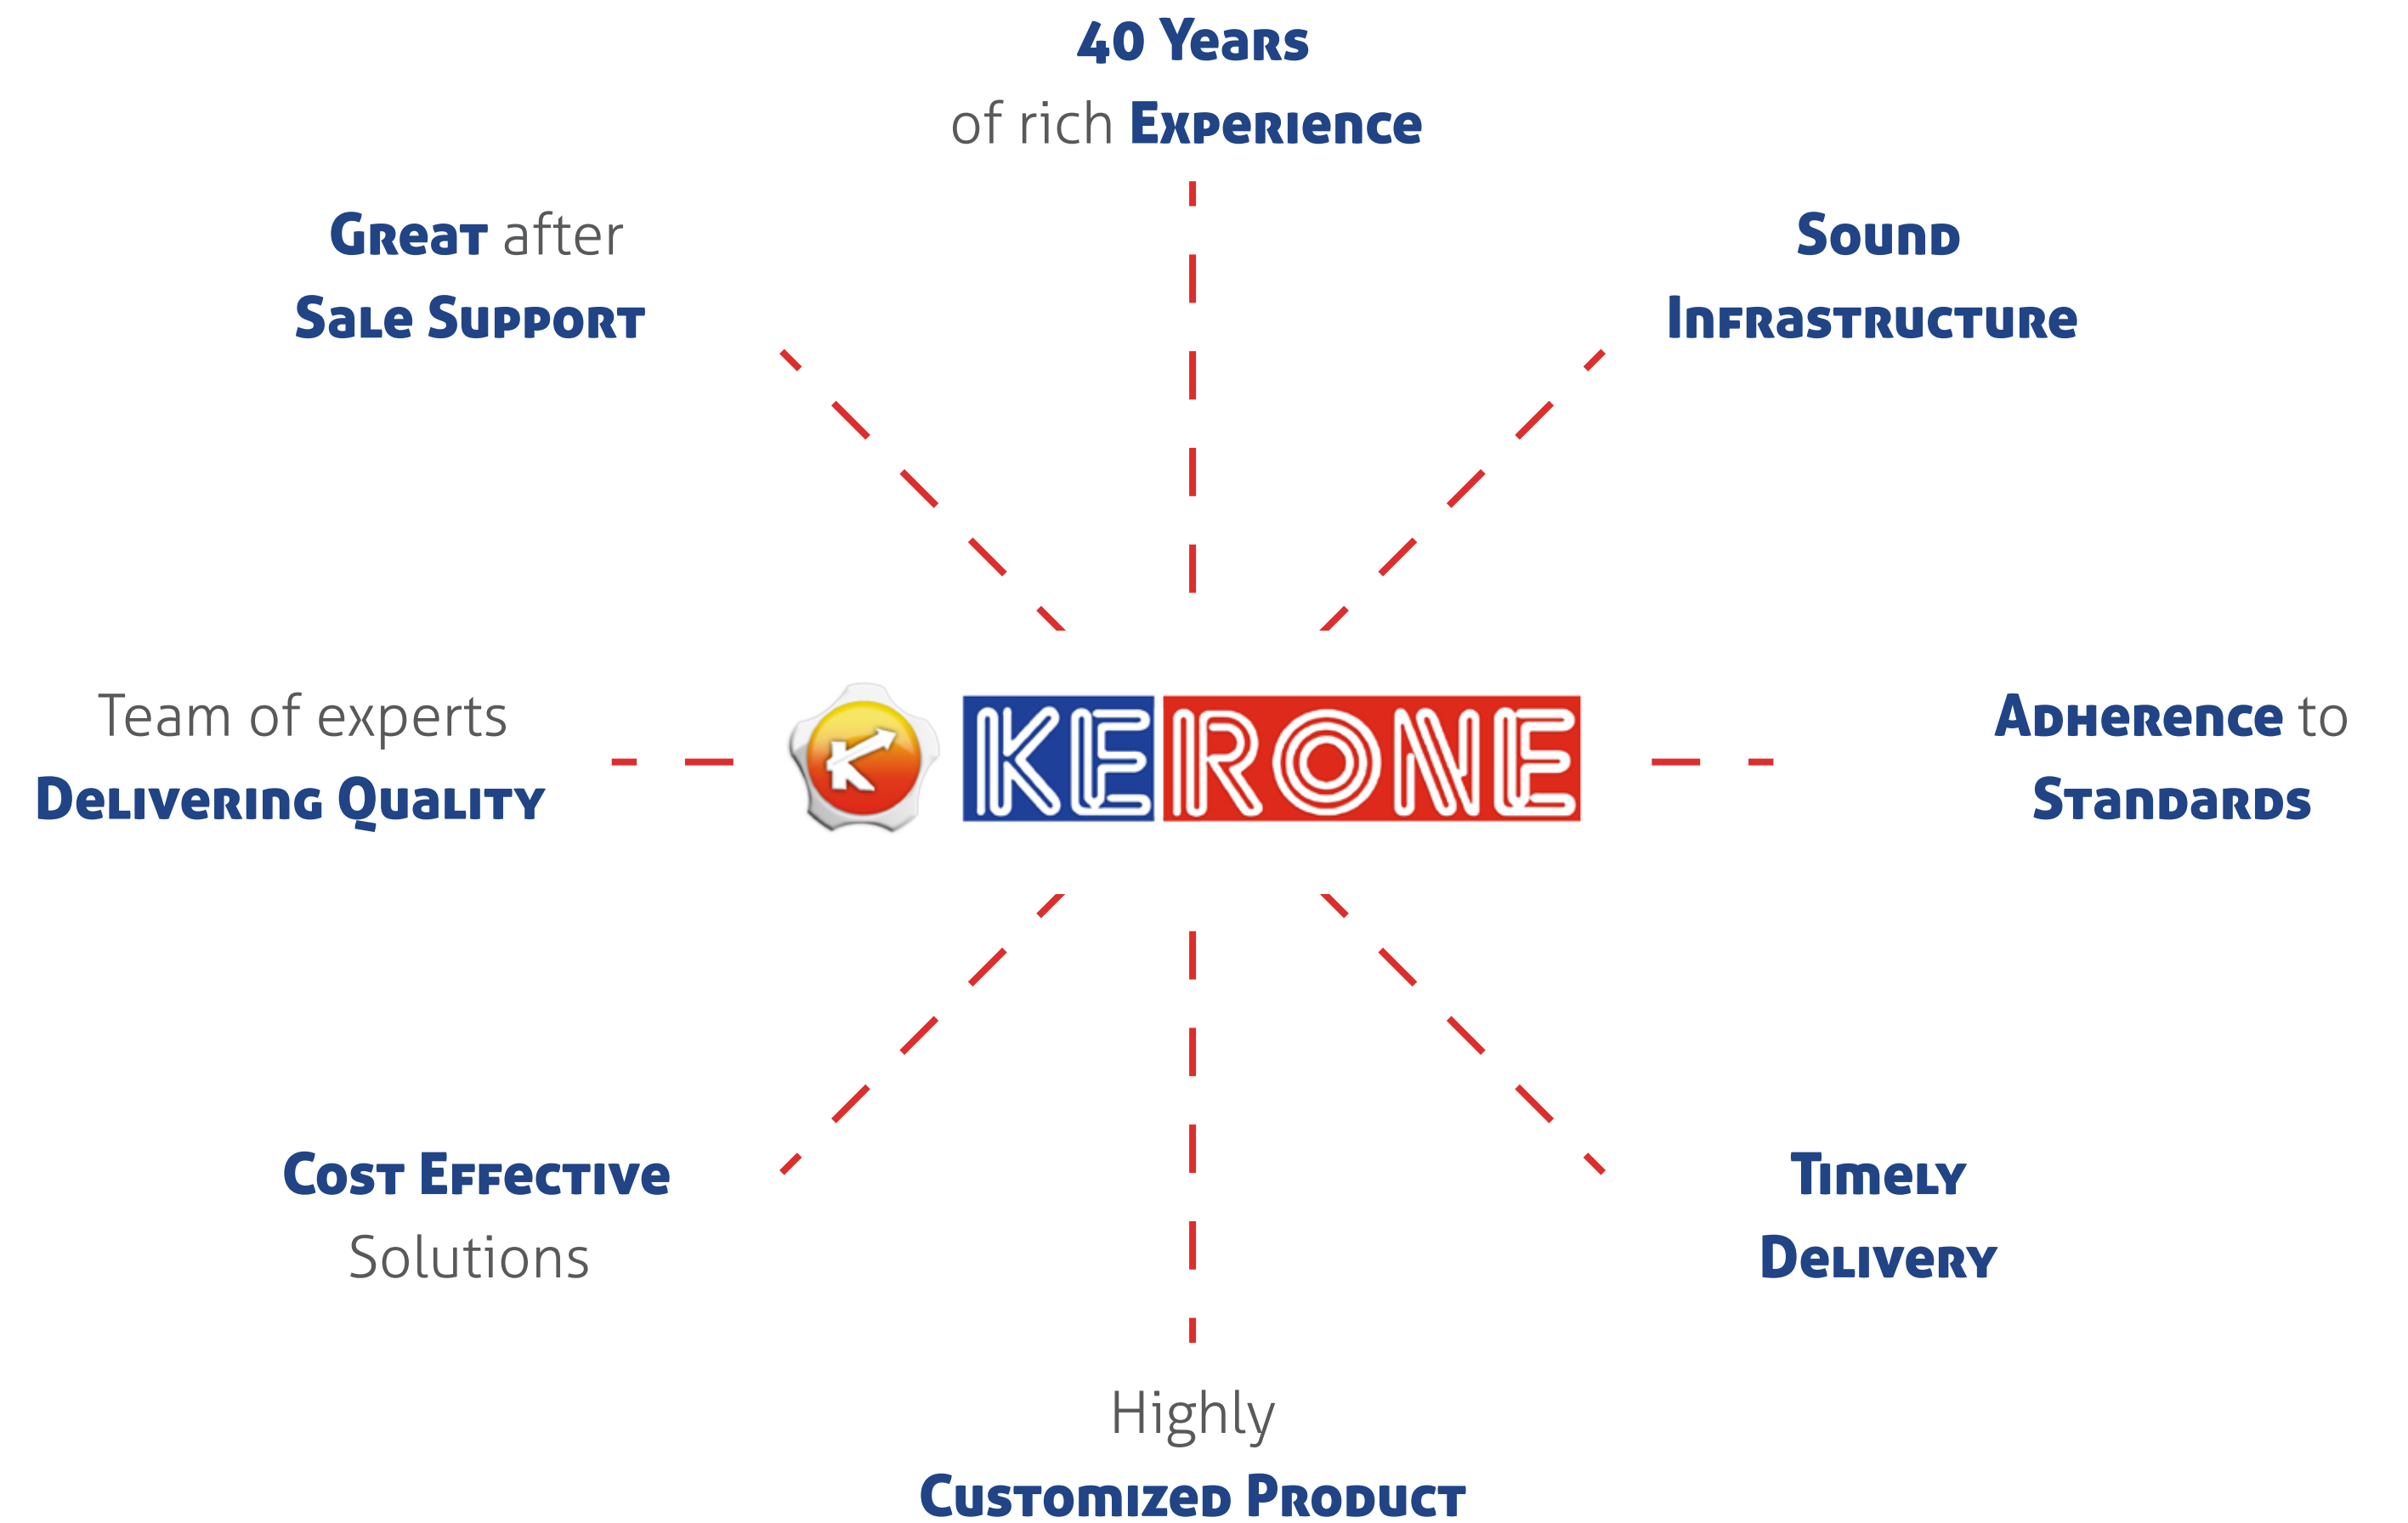 40 Years
of rich Experience
Great after
Sale Support
Sound
Infrastructure
Team of experts
Delivering Quality
K KERONE
Adherence to
Standards
Cost Effective
Solutions
Timely
Delivery
Highly
Customized Product